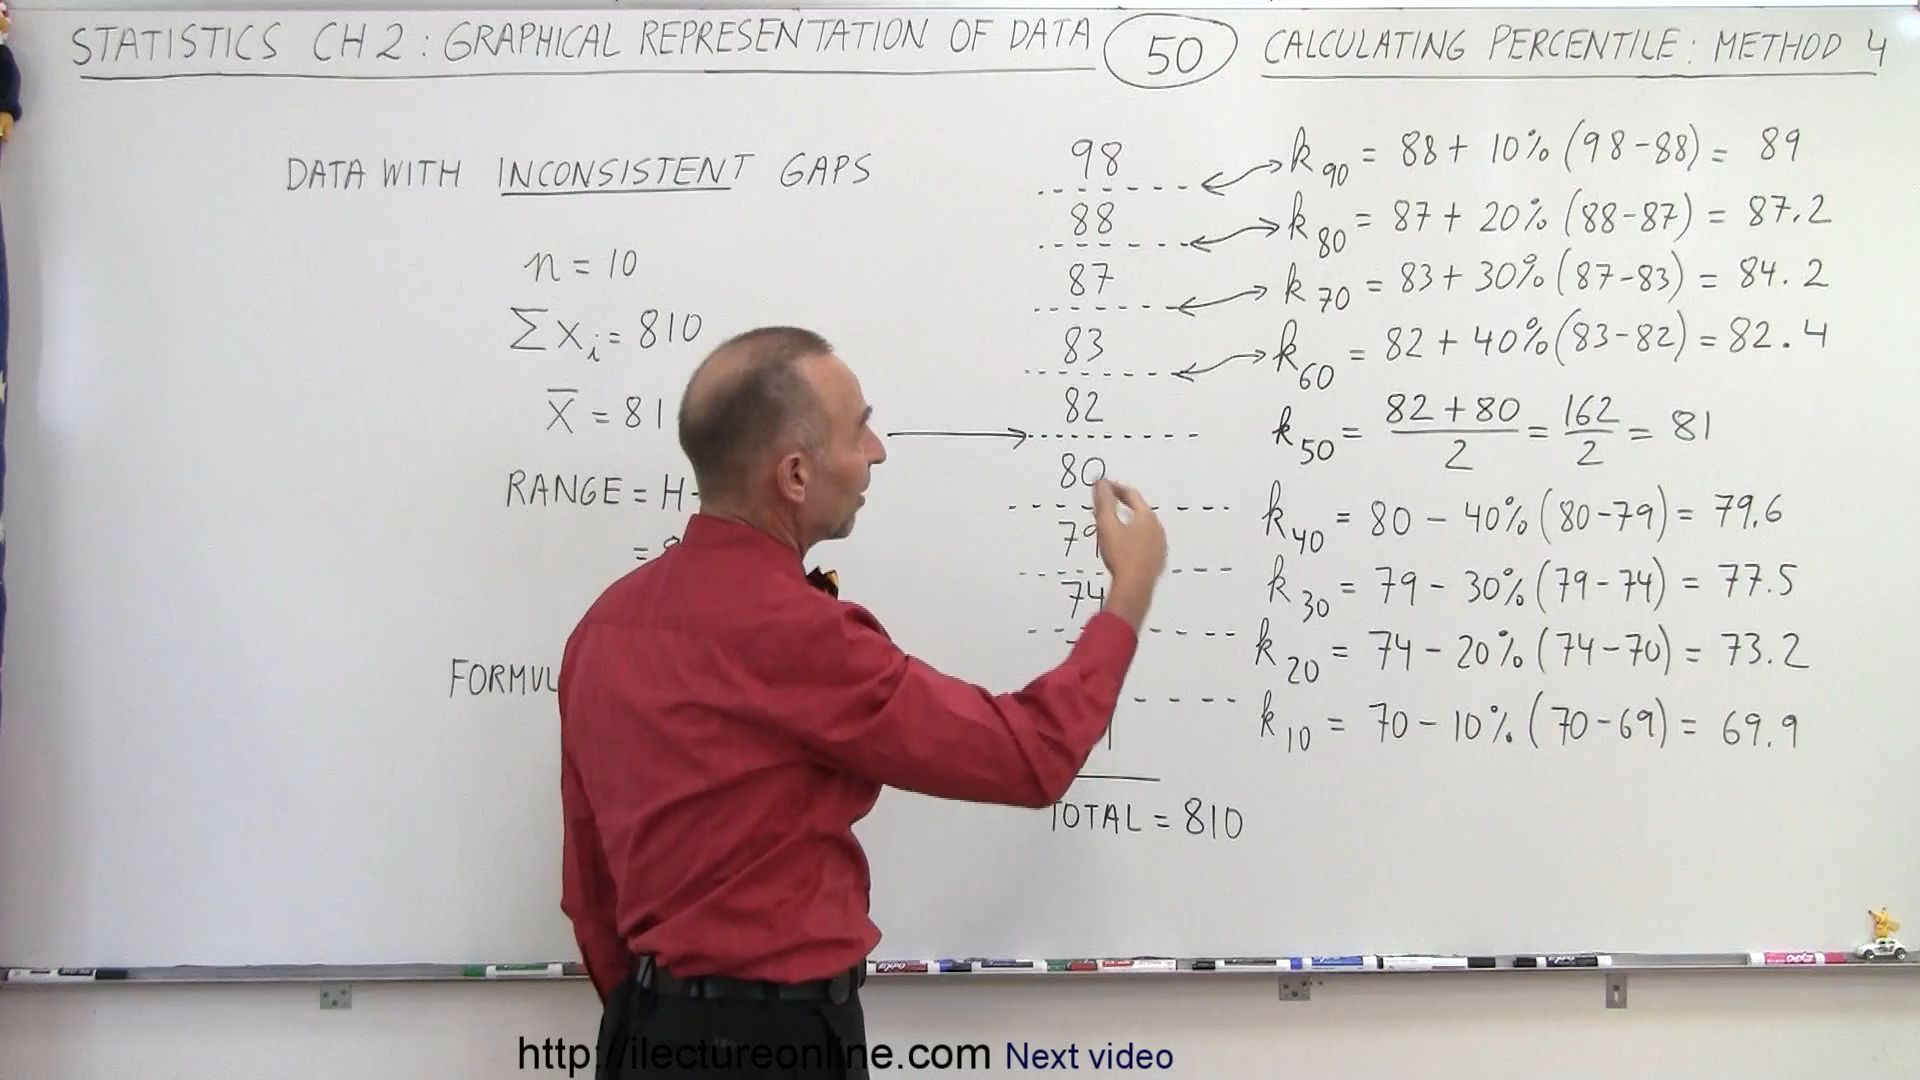 STATISTICS CH 2 : GRAPHICAL REPRESENTATION OF DATA 50 CALCULATING PERCENTILE : METHOD 4
DATA WITH INCONSISTENT GAPS
n = 10
Σxᵢ = 810
x̄ = 81
RANGE = H-
=
98
88
87
83
82
80
79
74
TOTAL = 810
k₉₀ = 88 + 10% (98-88) = 89
k₈₀ = 87 + 20% (88-87) = 87.2
k₇₀ = 83 + 30% (87-83) = 84.2
k₆₀ = 82 + 40% (83-82) = 82.4
k₅₀ = (82 + 80)/2 = 162/2 = 81
k₄₀ = 80 - 40% (80-79) = 79.6
k₃₀ = 79 - 30% (79-74) = 77.5
k₂₀ = 74 - 20% (74-70) = 73.2
k₁₀ = 70 - 10% (70-69) = 69.9
http://ilectureonline.com Next video